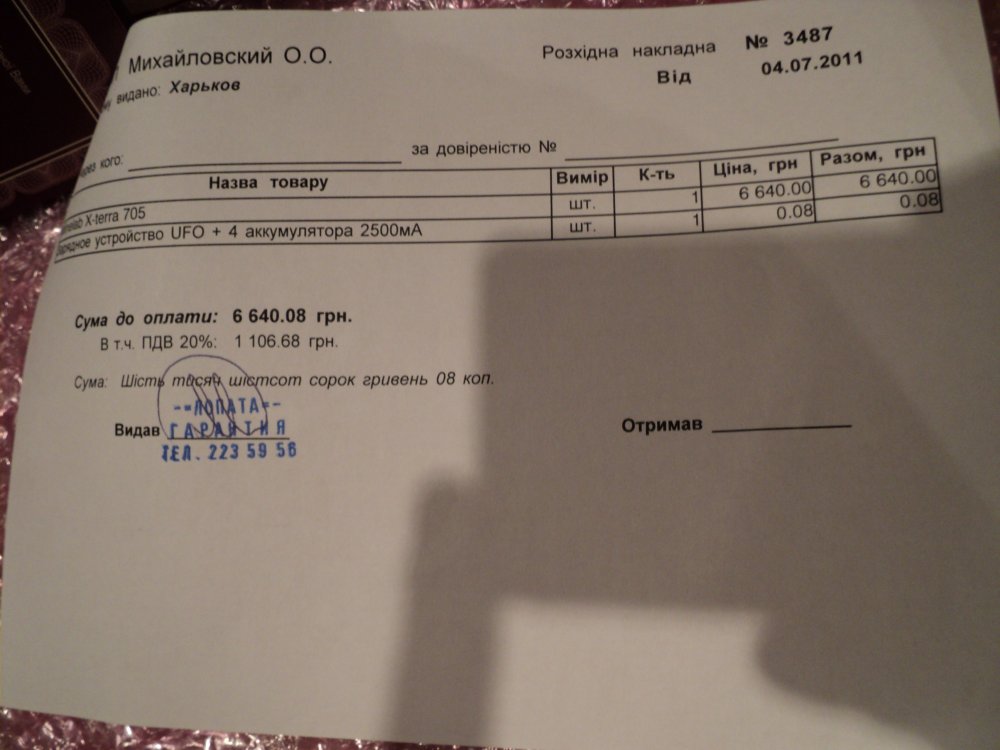 Михайловский О.О.
Розхідна накладна № 3487
Від 04.07.2011
видано: Харьков
кого: за довіреністю №
Назва товару Вимір К-ть Ціна, грн Разом, грн
X-terra 705 шт. 1 6 640.00 6 640.00
устройство UFO + 4 аккумулятора 2500мА шт. 1 0.08 0.08
Сума до оплати: 6 640.08 грн.
В т.ч. ПДВ 20%: 1 106.68 грн.
Сума: Шість тисяч шістсот сорок гривень 08 коп.
-=ЛОПАТА=-
Видав ГАРАНТИЯ Отримав
ТЕЛ. 223 59 56